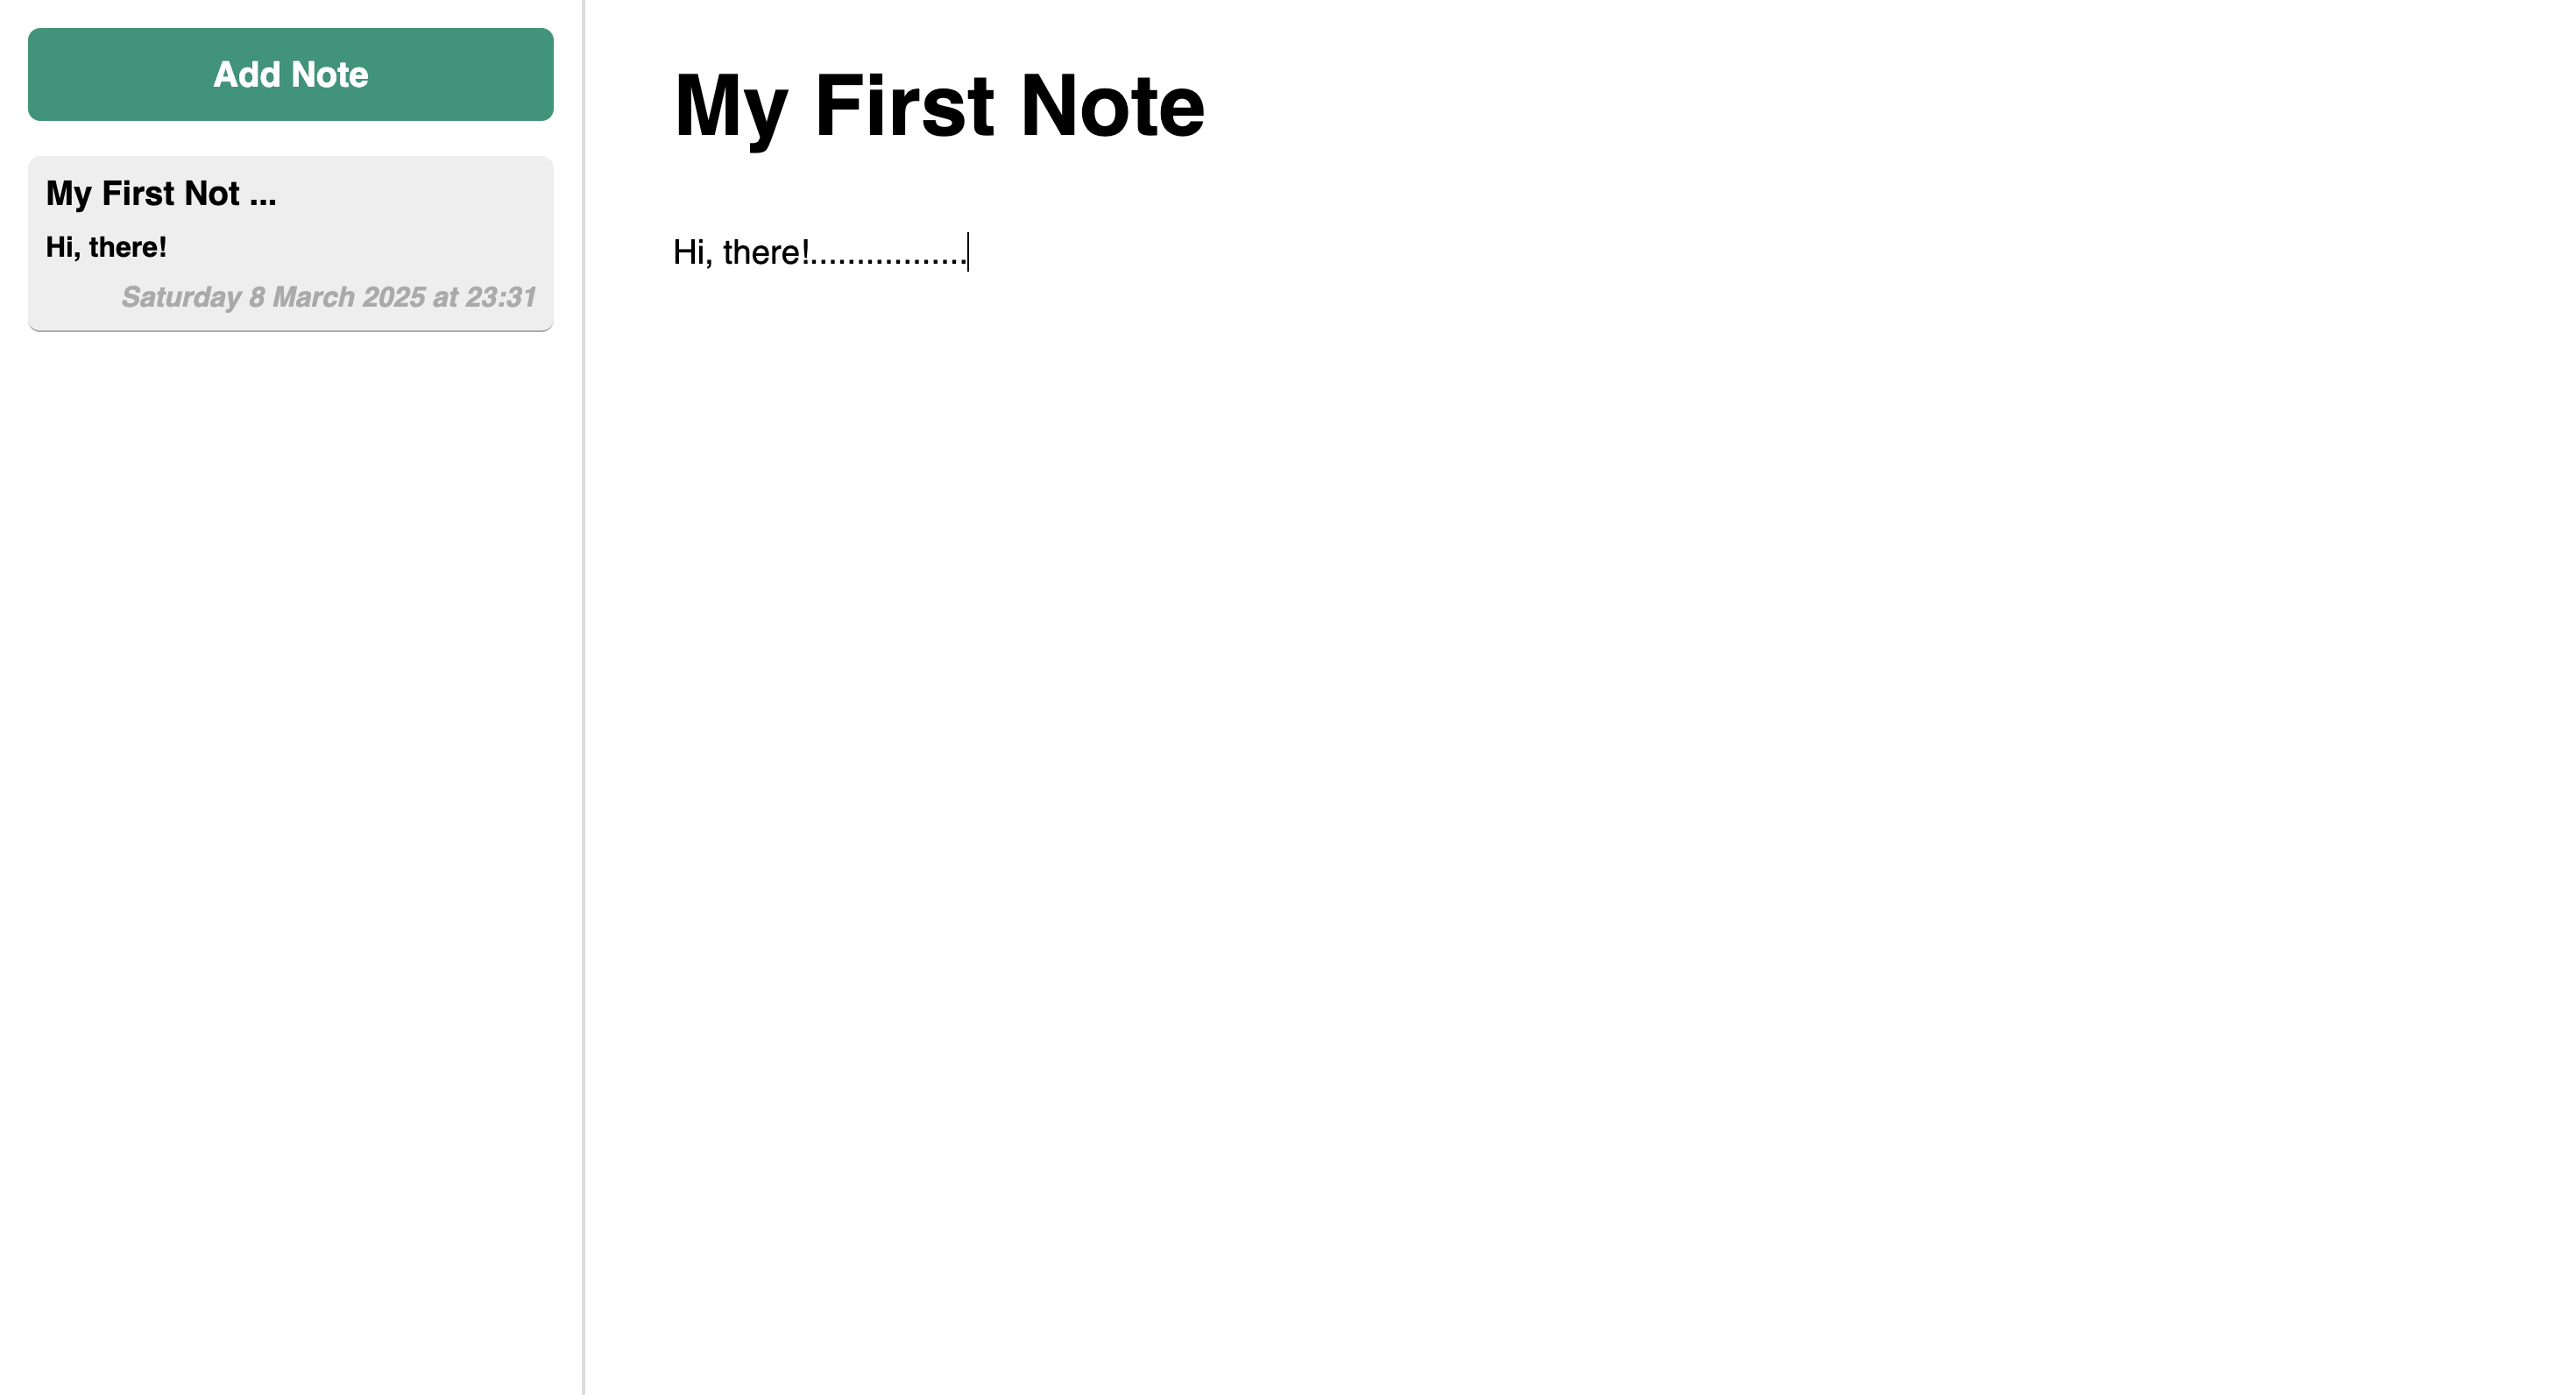 Add Note
My First Not ...
Hi, there!
Saturday 8 March 2025 at 23:31
My First Note
Hi, there!.................